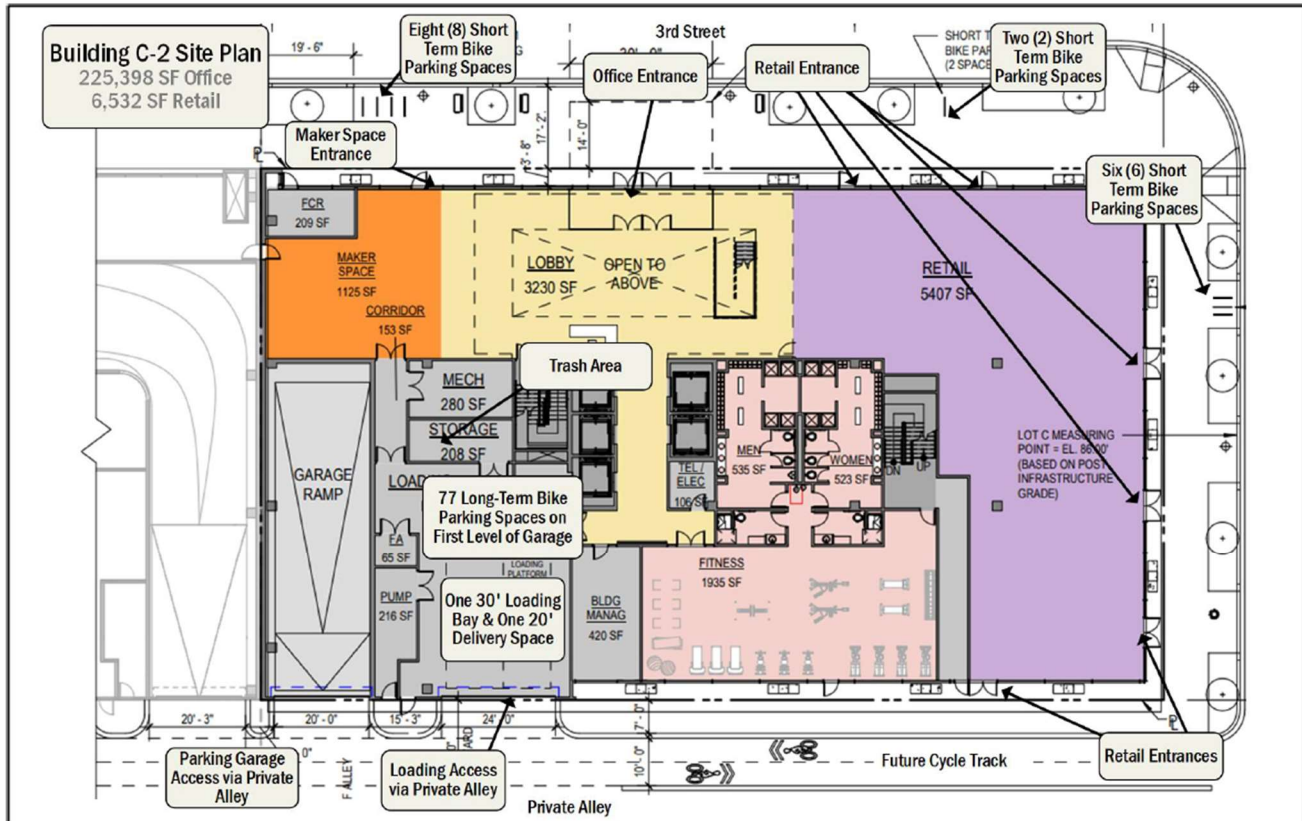 Building C-2 Site Plan
225,398 SF Office
6,532 SF Retail
19' - 6"
Eight (8) Short
Term Bike
Parking Spaces
3rd Street
Office Entrance
Retail Entrance
SHORT
BIKE
(2
Two (2) Short
Term Bike
Parking Spaces
Maker Space
Entrance
17' - 2"
14' - 0"
3' - 8"
Six (6) Short
Term Bike
Parking Spaces
FCR
209 SF
MAKER
SPACE
1125 SF
LOBBY
3230 SF
OPEN TO
ABOVE
RETAIL
5407 SF
CORRIDOR
153 SF
Trash Area
MECH
280 SF
STORAGE
208 SF
GARAGE
RAMP
MEN
535 SF
WOMEN
523 SF
DN
UP
TEL /
ELEC
106 SF
LOT C MEASURING
POINT = EL. 86.00'
(BASED ON POST
INFRASTRUCTURE
GRADE)
77 Long-Term Bike
Parking Spaces on
First Level of Garage
FA
65 SF
LOADING
PLATFORM
PUMP
216 SF
One 30' Loading
Bay & One 20'
Delivery Space
BLDG
MANAG
420 SF
FITNESS
1935 SF
20' - 3"
20' - 0"
15' - 3"
24' - 0"
7' - 0"
10' - 0"
Parking Garage
Access via Private
Alley
F ALLEY
Loading Access
via Private Alley
Private Alley
Future Cycle Track
Retail Entrances